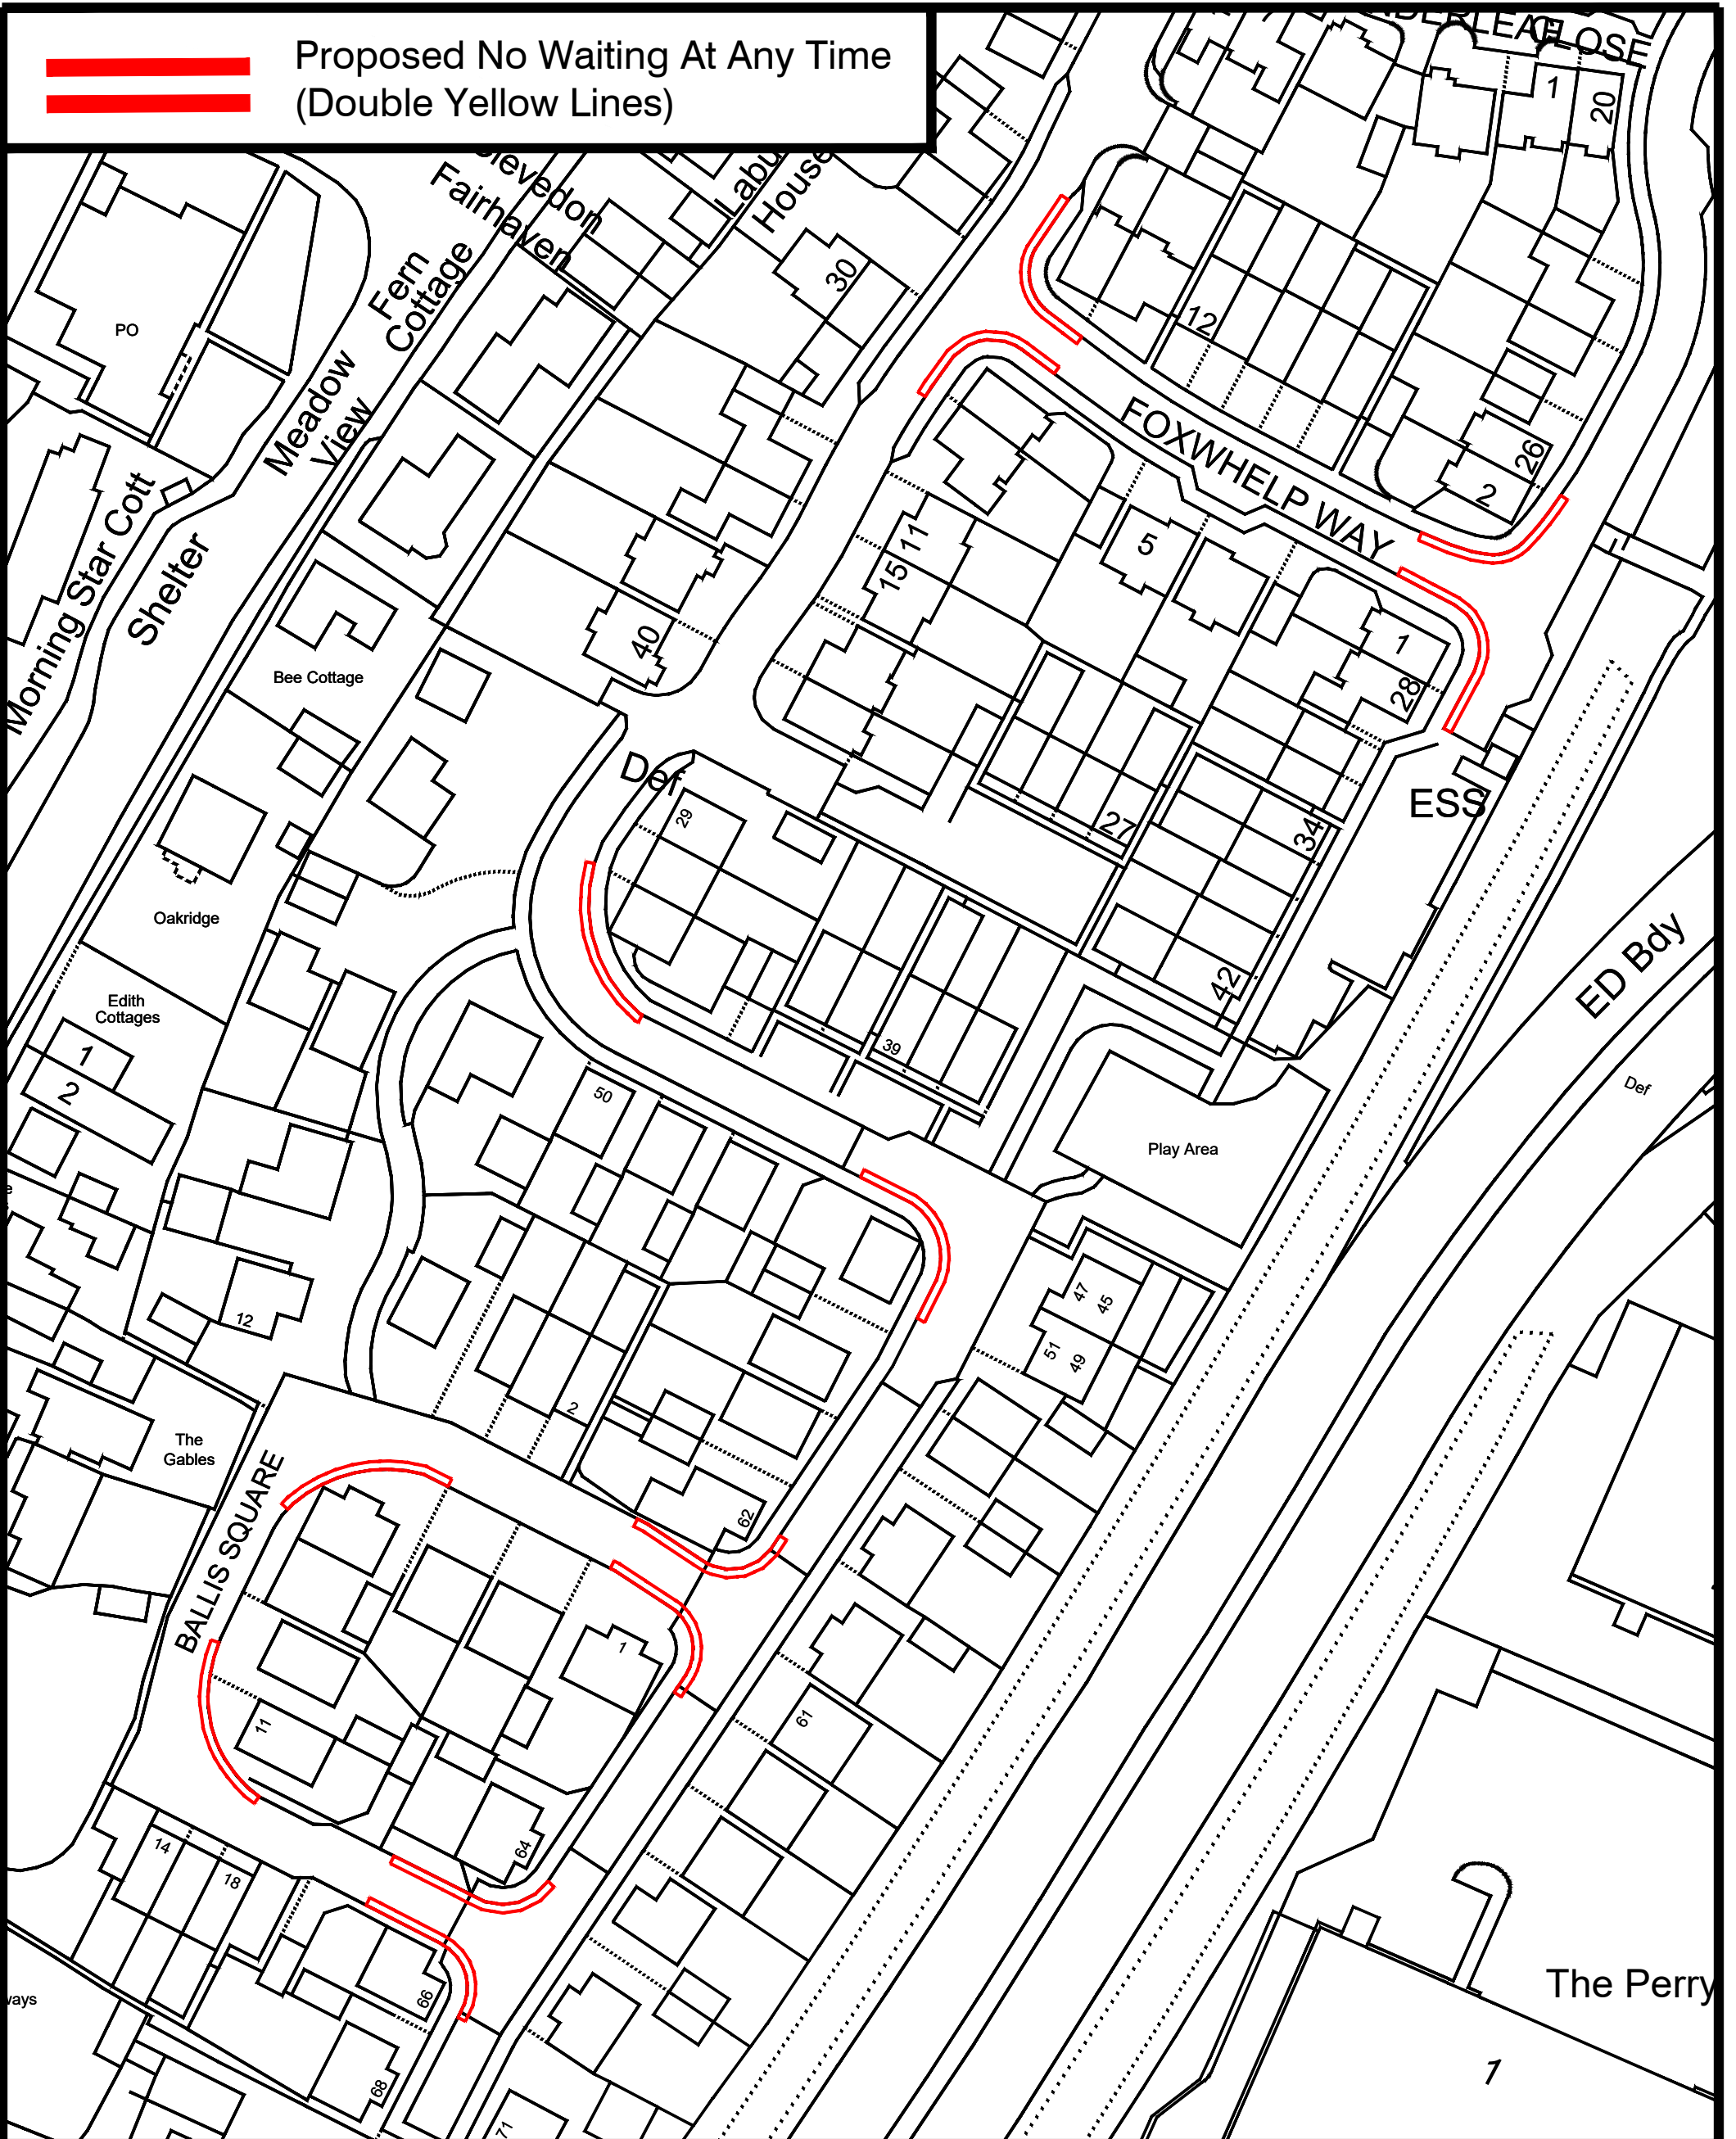 Proposed No Waiting At Any Time
(Double Yellow Lines)
CLOSE
1
20
Clevedon
Fairhaven
House
Fern
Cottage
30
PO
12
Meadow
View
FOXWHELP WAY
26
2
Morning Star Cott
Shelter
11
15
5
40
1
28
Bee Cottage
Def
ESS
29
27
34
Oakridge
ED Bdy
42
Edith
Cottages
1
2
39
50
Def
Play Area
47
45
51
49
12
2
The
Gables
BALLIS SQUARE
62
1
11
61
14
18
64
66
68
71
The Perry
1